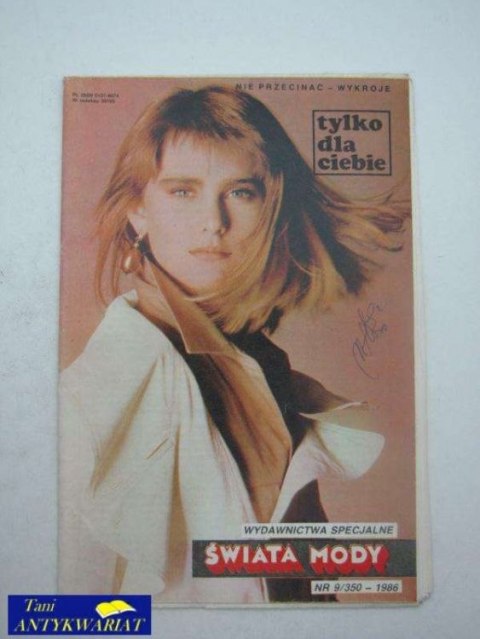 NIE PRZECINAĆ – WYKROJE
tylko
dla
ciebie
WYDAWNICTWA SPECJALNE
ŚWIATA MODY
NR 9/350 – 1986
Tani
ANTYKWARIAT